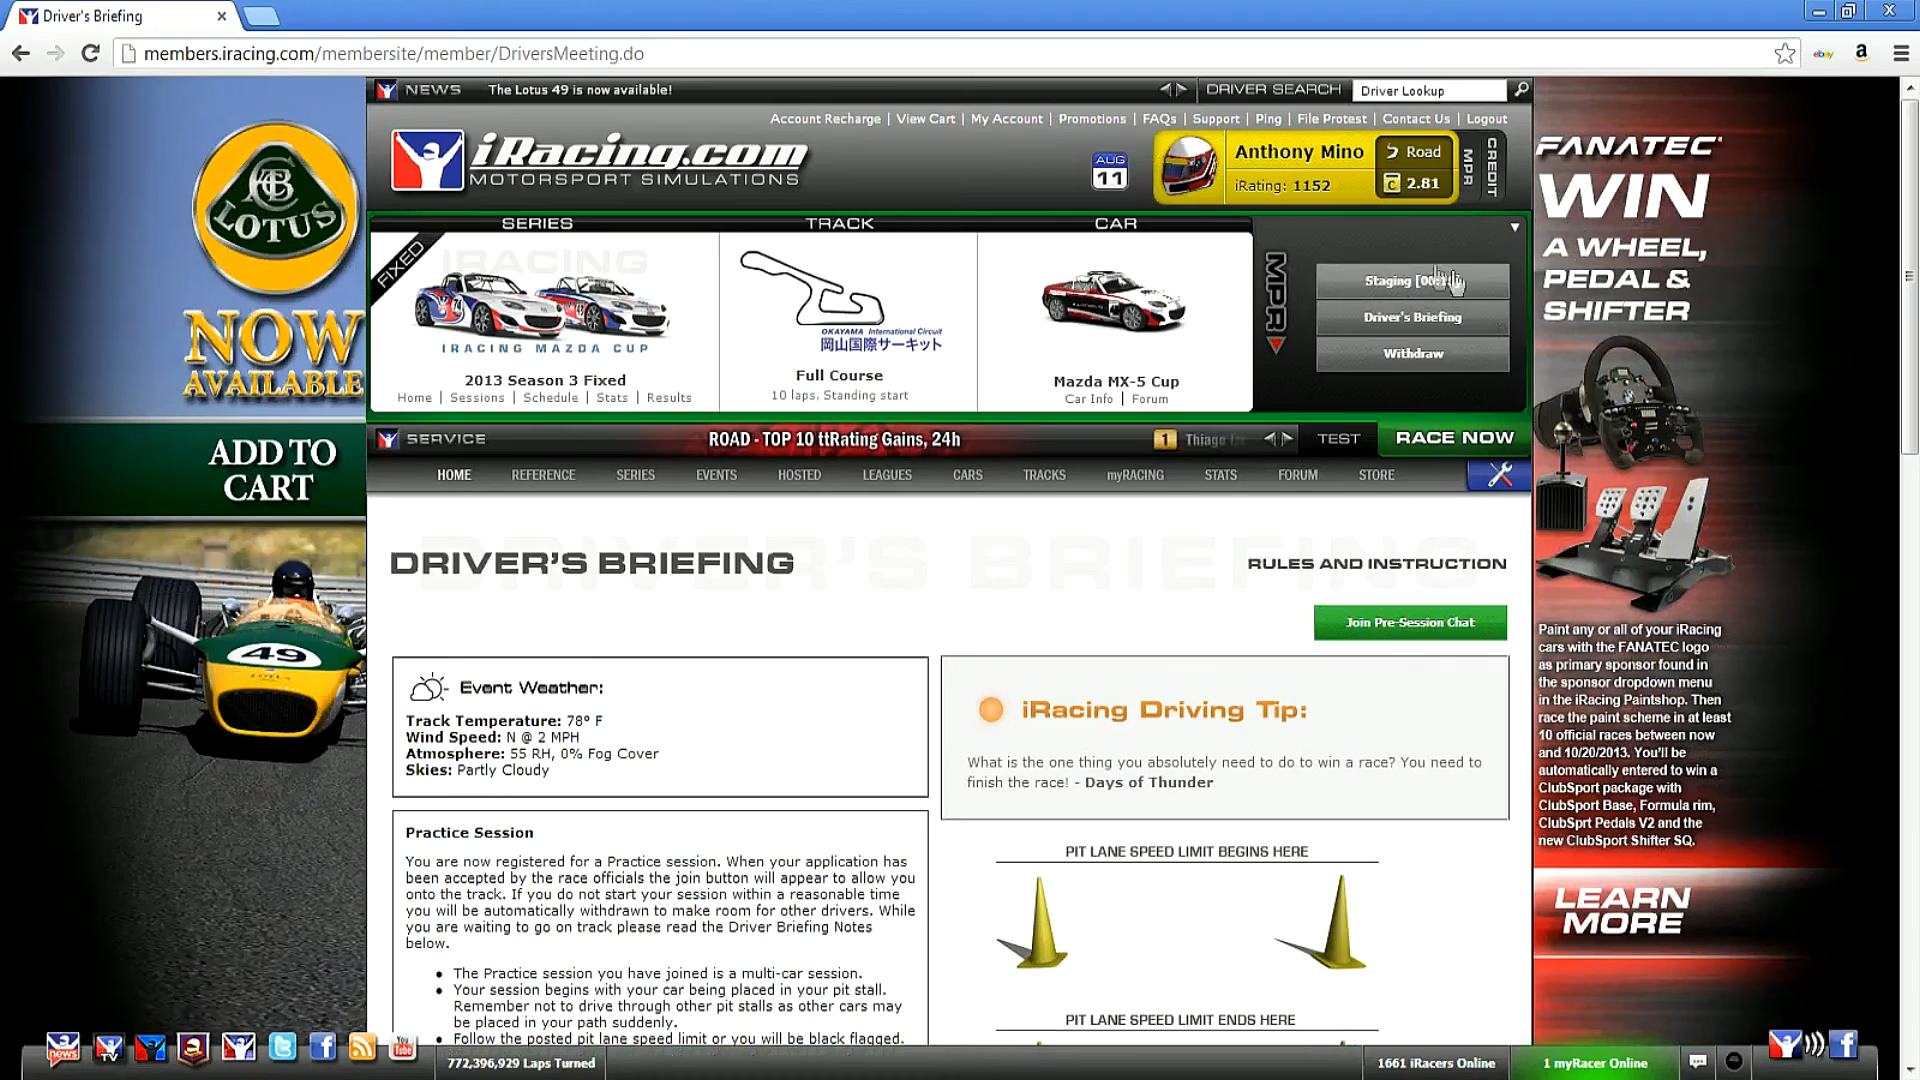 Driver's Briefing
members.iracing.com/membersite/member/DriversMeeting.do
ebay
a
NEWS
The Lotus 49 is now available!
DRIVER SEARCH
Driver Lookup
Account Recharge | View Cart | My Account | Promotions | FAQs | Support | Ping | File Protest | Contact Us | Logout
iRacing.com
MOTORSPORT SIMULATIONS
AUG
11
Anthony Mino
iRating: 1152
Road
C 2.81
MPR
CREDIT
SERIES
TRACK
CAR
FIXED
IRACING
IRACING MAZDA CUP
2013 Season 3 Fixed
Home | Sessions | Schedule | Stats | Results
OKAYAMA International Circuit
岡山国際サーキット
Full Course
10 laps, Standing start
Mazda MX-5 Cup
Car Info | Forum
MPR
Staging
Driver's Briefing
Withdraw
SERVICE
ROAD - TOP 10 ttRating Gains, 24h
1 Thiago
TEST
RACE NOW
HOME
REFERENCE
SERIES
EVENTS
HOSTED
LEAGUES
CARS
TRACKS
myRACING
STATS
FORUM
STORE
DRIVER'S BRIEFING
RULES AND INSTRUCTION
Join Pre-Session Chat
Event Weather:
Track Temperature: 78° F
Wind Speed: N @ 2 MPH
Atmosphere: 55 RH, 0% Fog Cover
Skies: Partly Cloudy
iRacing Driving Tip:
What is the one thing you absolutely need to do to win a race? You need to
finish the race! - Days of Thunder
Practice Session
You are now registered for a Practice session. When your application has
been accepted by the race officials the join button will appear to allow you
onto the track. If you do not start your session within a reasonable time
you will be automatically withdrawn to make room for other drivers. While
you are waiting to go on track please read the Driver Briefing Notes
below.
The Practice session you have joined is a multi-car session.
Your session begins with your car being placed in your pit stall.
Remember not to drive through other pit stalls as other cars may
be placed in your path suddenly.
Follow the posted pit lane speed limit or you will be black flagged.
PIT LANE SPEED LIMIT BEGINS HERE
PIT LANE SPEED LIMIT ENDS HERE
LOTUS
NOW
AVAILABLE
ADD TO
CART
49
LOTUS
FANATEC
WIN
A WHEEL,
PEDAL &
SHIFTER
Paint any or all of your iRacing
cars with the FANATEC logo
as primary sponsor found in
the sponsor dropdown menu
in the iRacing Paintshop. Then
race the paint scheme in at least
10 official races between now
and 10/20/2013. You'll be
automatically entered to win a
ClubSport package with
ClubSport Base, Formula rim,
ClubSprt Pedals V2 and the
new ClubSport Shifter SQ.
LEARN
MORE
news
TV
You
Tube
772,396,929 Laps Turned
1661 iRacers Online
1 myRacer Online